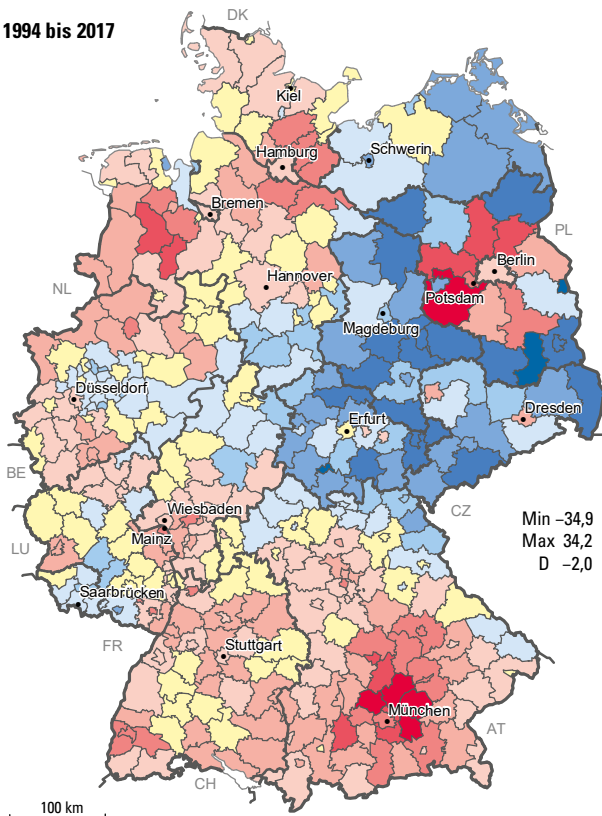 1994 bis 2017
DK
Kiel
Schwerin
Hamburg
Bremen
PL
Berlin
Hannover
NL
Potsdam
Magdeburg
Düsseldorf
Dresden
Erfurt
BE
Wiesbaden
CZ
Min –34,9
Mainz
Max 34,2
LU
D –2,0
Saarbrücken
FR
Stuttgart
München
AT
CH
100 km